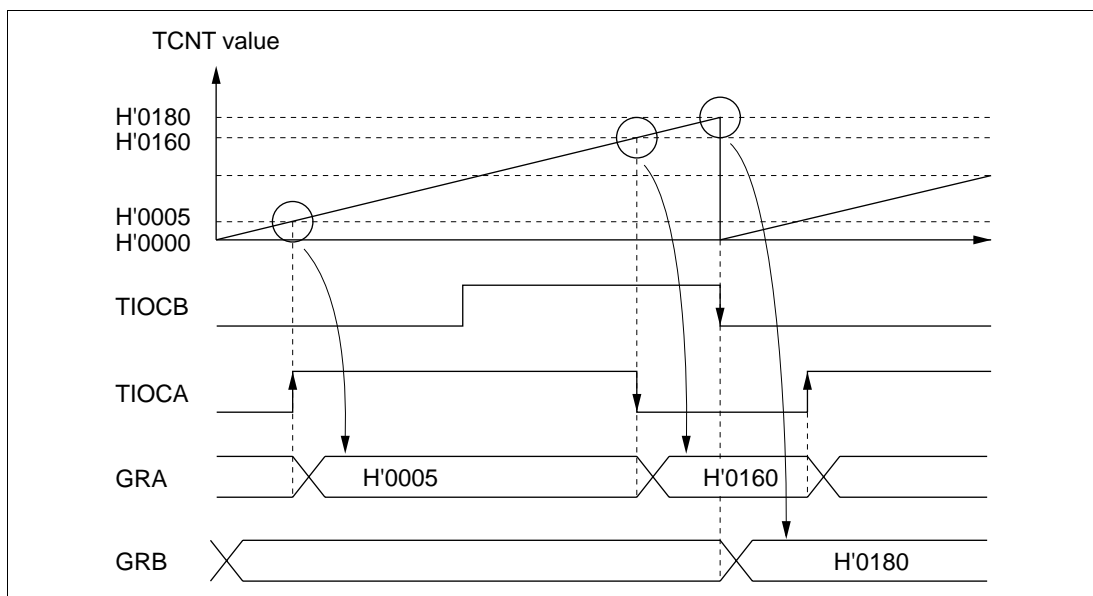 TCNT value
H'0180
H'0160
H'0005
H'0000
TIOCB
TIOCA
GRA
H'0005
H'0160
GRB
H'0180